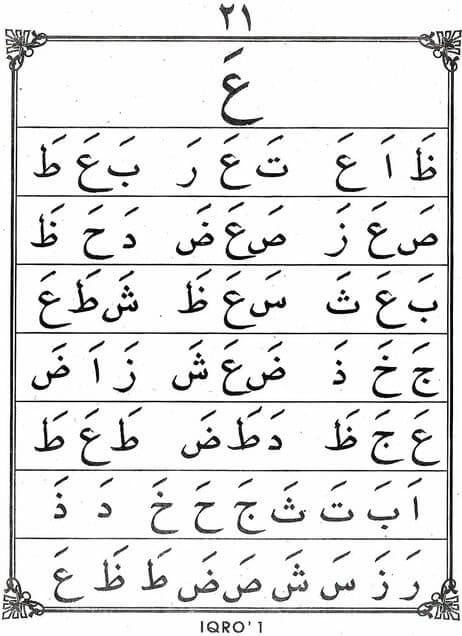 ٢١
عَ
ظَ اَ عَ تَ عَ رَ بَ عَ طَ
صَ عَ زَ صَ عَ ضَ دَ حَ ظَ
بَ عَ ثَ سَ عَ ظَ شَ طَ عَ
جَ خَ ذَ ضَ عَ شَ زَ اَ ضَ
عَ جَ ظَ دَ طَ ضَ طَ عَ طَ
اَ بَ تَ ثَ جَ حَ خَ دَ ذَ
رَ زَ سَ شَ صَ ضَ طَ ظَ عَ
IQRO' 1